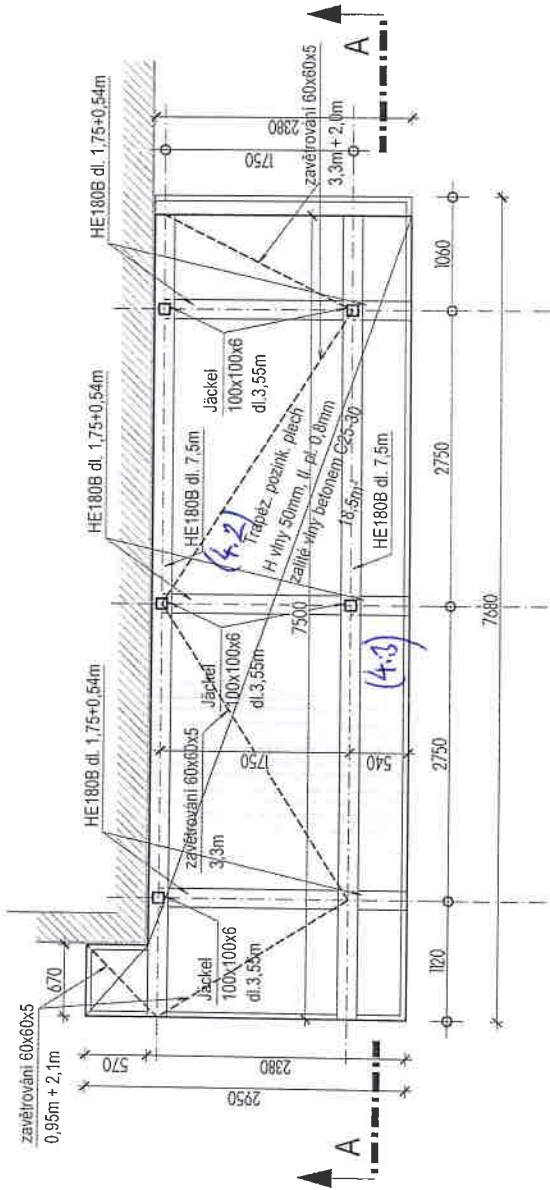 zavětrování 60x60x5
0,95m + 2,1m
HE180B dl. 1,75+0,54m
HE180B dl. 1,75+0,54m
HE180B dl. 1,75+0,54m
zavětrování 60x60x5
3,3m + 2,0m
670
570
2380
2950
2380
1750
Jäckel
100x100x6
dl.3,55m
zavětrování 60x60x5
3,3m
Jäckel
100x100x6
dl.3,55m
Jäckel
100x100x6
dl.3,55m
HE180B dl. 7,5m
(4.2)
Trapéz. pozink. plech
H vlny 50mm, tl. pl. 0,8mm
zalité vlny betonem C25-30
18,5m²
7500
1750
540
(4.3)
HE180B dl. 7,5m
1120
2750
2750
1060
7680
A
A